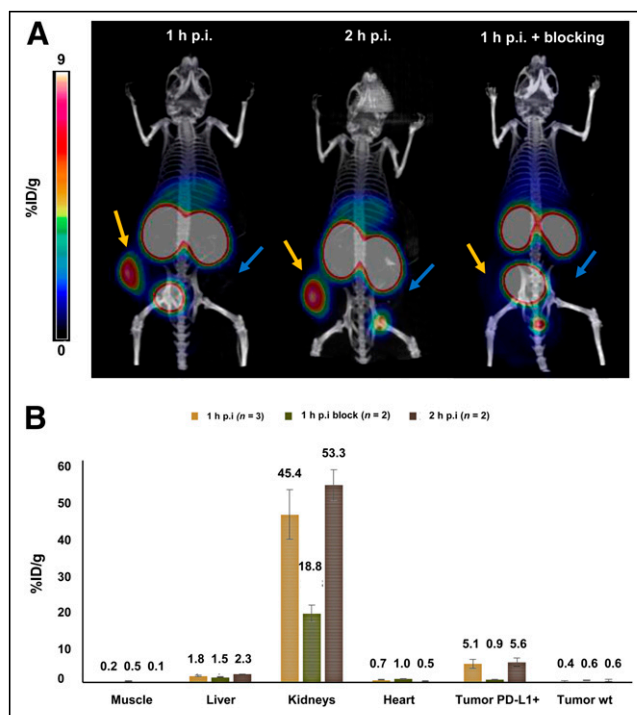 A
1 h p.i.
2 h p.i.
1 h p.i. + blocking
9
%ID/g
0
B
1 h p.i (n = 3)
1 h p.i block (n = 2)
2 h p.i (n = 2)
60
50
40
30
20
10
0
%ID/g
0.2 0.5 0.1
1.8 1.5 2.3
45.4 18.8 53.3
0.7 1.0 0.5
5.1 0.9 5.6
0.4 0.6 0.6
Muscle Liver Kidneys Heart Tumor PD-L1+ Tumor wt